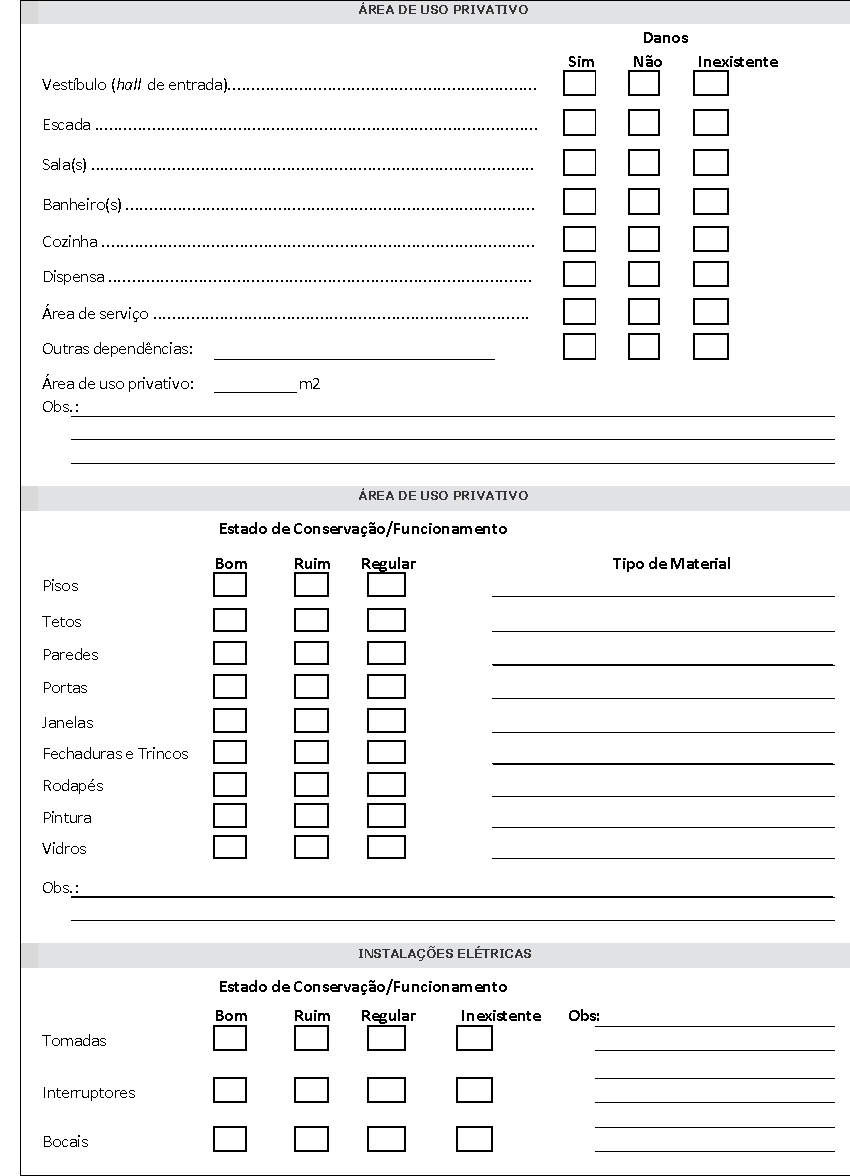 ÁREA DE USO PRIVATIVO
Danos
Sim Não Inexistente
Vestíbulo (hall de entrada)..................................................................
Escada ..............................................................................................
Sala(s) ..............................................................................................
Banheiro(s) .......................................................................................
Cozinha ............................................................................................
Dispensa ..........................................................................................
Área de serviço ................................................................................
Outras dependências: ______________________________
Área de uso privativo: _________ m2
Obs.:
ÁREA DE USO PRIVATIVO
Estado de Conservação/Funcionamento
Bom Ruim Regular Tipo de Material
Pisos
Tetos
Paredes
Portas
Janelas
Fechaduras e Trincos
Rodapés
Pintura
Vidros
Obs.:
INSTALAÇÕES ELÉTRICAS
Estado de Conservação/Funcionamento
Bom Ruim Regular Inexistente Obs:
Tomadas
Interruptores
Bocais